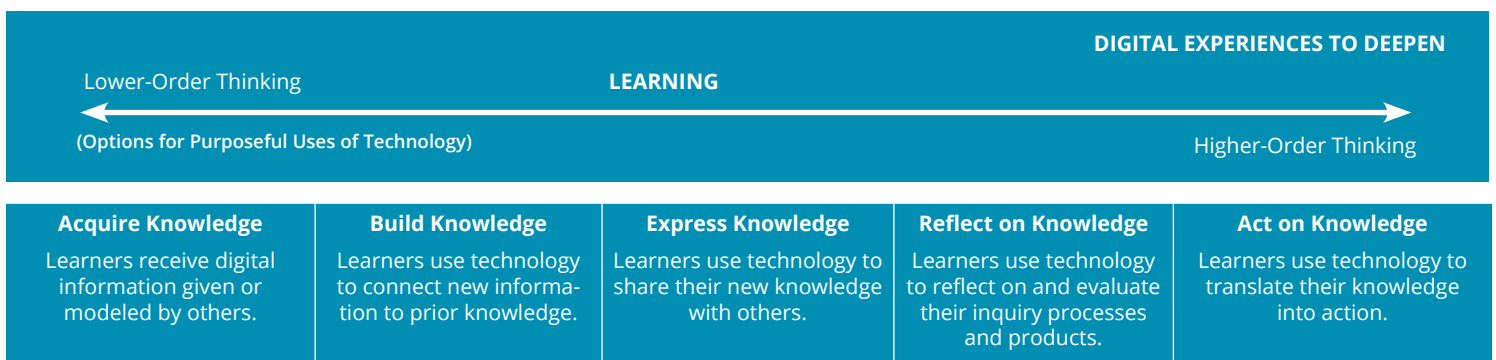 DIGITAL EXPERIENCES TO DEEPEN
Lower-Order Thinking
LEARNING
(Options for Purposeful Uses of Technology)
Higher-Order Thinking
Acquire Knowledge
Learners receive digital
information given or
modeled by others.
Build Knowledge
Learners use technology
to connect new informa-
tion to prior knowledge.
Express Knowledge
Learners use technology to
share their new knowledge
with others.
Reflect on Knowledge
Learners use technology
to reflect on and evaluate
their inquiry processes
and products.
Act on Knowledge
Learners use technology to
translate their knowledge
into action.